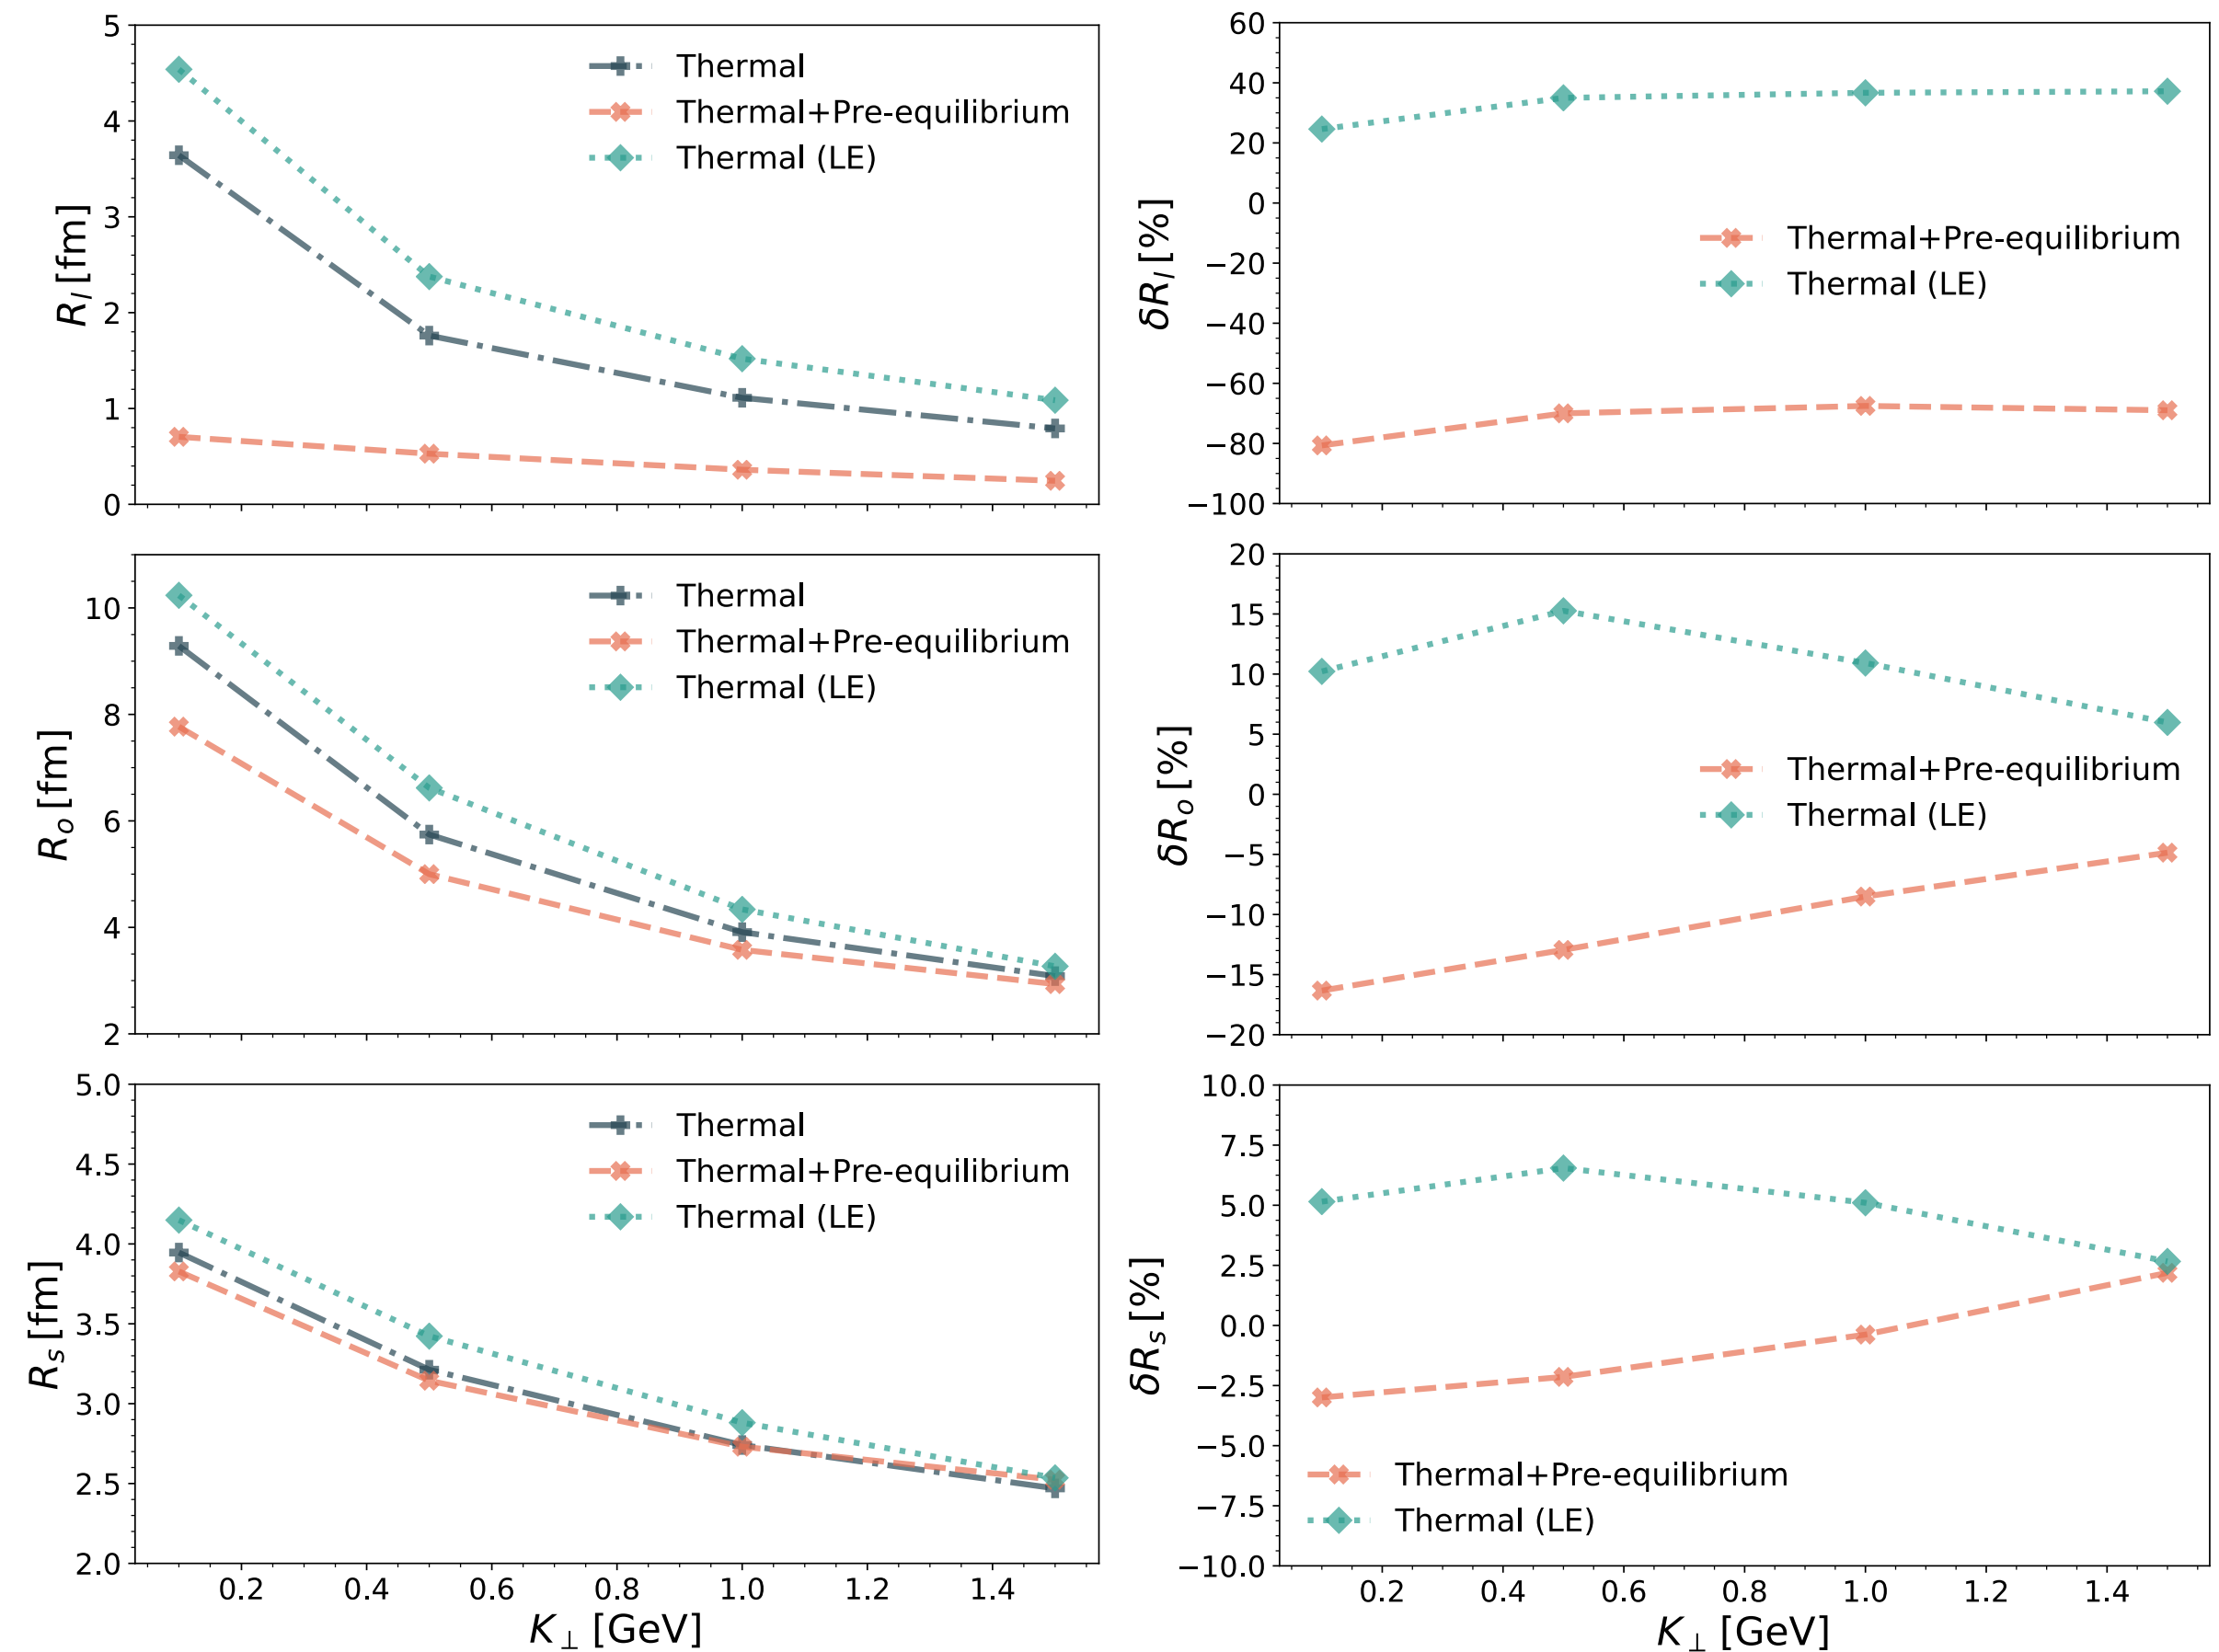 5
4
3
2
1
0
R_l [fm]
Thermal
Thermal+Pre-equilibrium
Thermal (LE)
60
40
20
0
−20
−40
−60
−80
−100
δR_l [%]
Thermal+Pre-equilibrium
Thermal (LE)
10
8
6
4
2
R_o [fm]
Thermal
Thermal+Pre-equilibrium
Thermal (LE)
20
15
10
5
0
−5
−10
−15
−20
δR_o [%]
Thermal+Pre-equilibrium
Thermal (LE)
5.0
4.5
4.0
3.5
3.0
2.5
2.0
R_s [fm]
Thermal
Thermal+Pre-equilibrium
Thermal (LE)
0.2 0.4 0.6 0.8 1.0 1.2 1.4
K_⊥ [GeV]
10.0
7.5
5.0
2.5
0.0
−2.5
−5.0
−7.5
−10.0
δR_s [%]
Thermal+Pre-equilibrium
Thermal (LE)
0.2 0.4 0.6 0.8 1.0 1.2 1.4
K_⊥ [GeV]